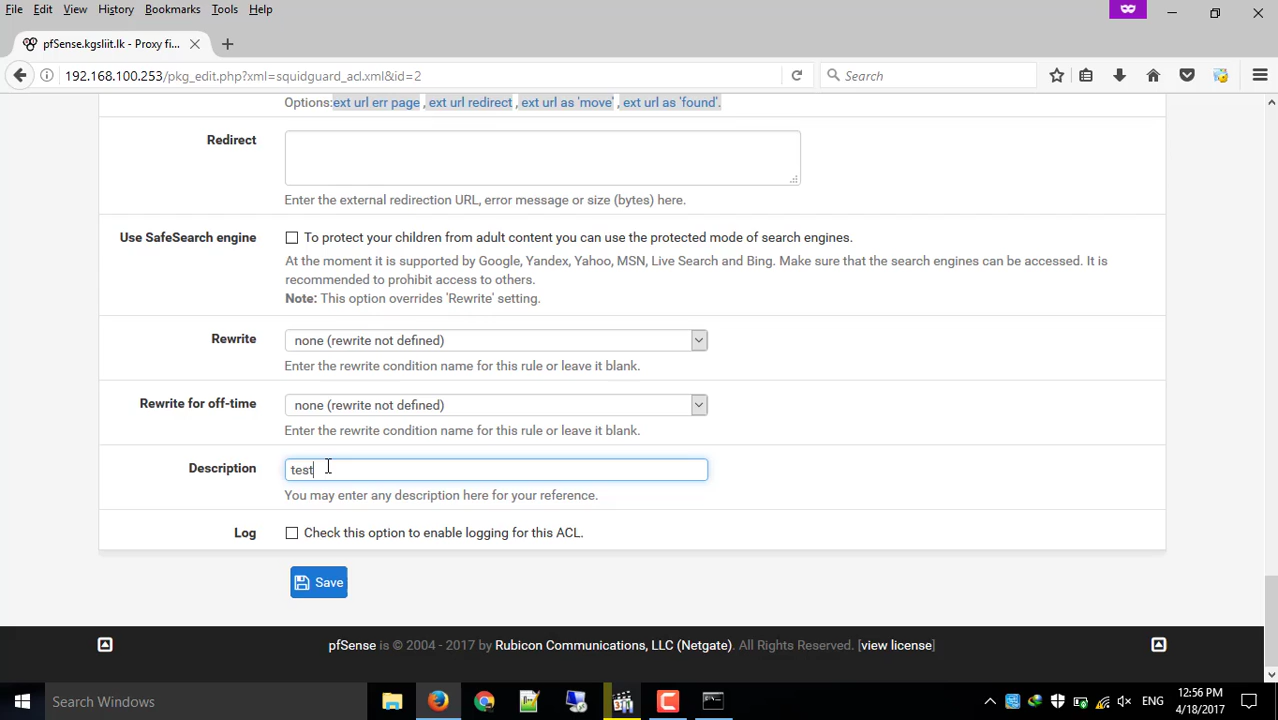 File Edit View History Bookmarks Tools Help
pfSense.kgsliit.lk - Proxy fi...
192.168.100.253/pkg_edit.php?xml=squidguard_acl.xml&id=2
Search
Options:ext url err page , ext url redirect , ext url as 'move' , ext url as 'found'.
Redirect
Enter the external redirection URL, error message or size (bytes) here.
Use SafeSearch engine
To protect your children from adult content you can use the protected mode of search engines.
At the moment it is supported by Google, Yandex, Yahoo, MSN, Live Search and Bing. Make sure that the search engines can be accessed. It is
recommended to prohibit access to others.
Note: This option overrides 'Rewrite' setting.
Rewrite
none (rewrite not defined)
Enter the rewrite condition name for this rule or leave it blank.
Rewrite for off-time
none (rewrite not defined)
Enter the rewrite condition name for this rule or leave it blank.
Description
test
You may enter any description here for your reference.
Log
Check this option to enable logging for this ACL.
Save
pfSense is © 2004 - 2017 by Rubicon Communications, LLC (Netgate). All Rights Reserved. [view license]
Search Windows
ENG
12:56 PM
4/18/2017